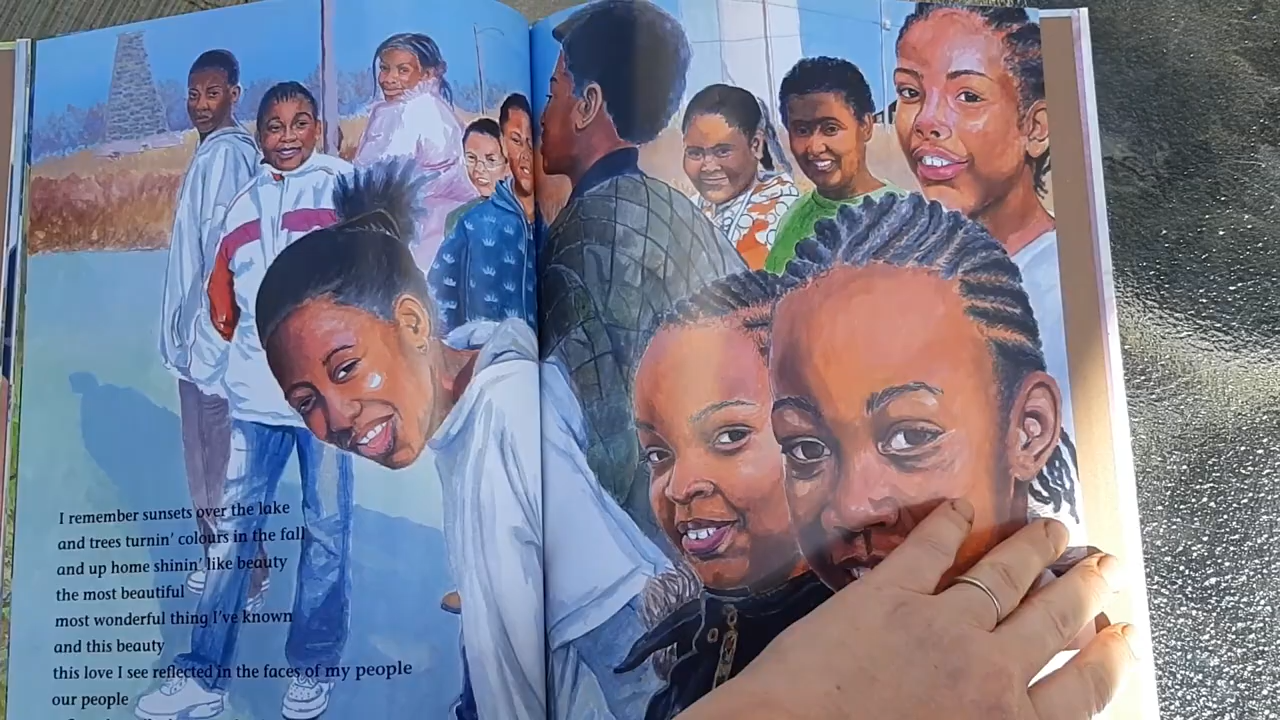 I remember sunsets over the lake
and trees turnin' colours in the fall
and up home shinin' like beauty
the most beautiful
most wonderful thing I've known
and this beauty
this love I see reflected in the faces of my people
our people